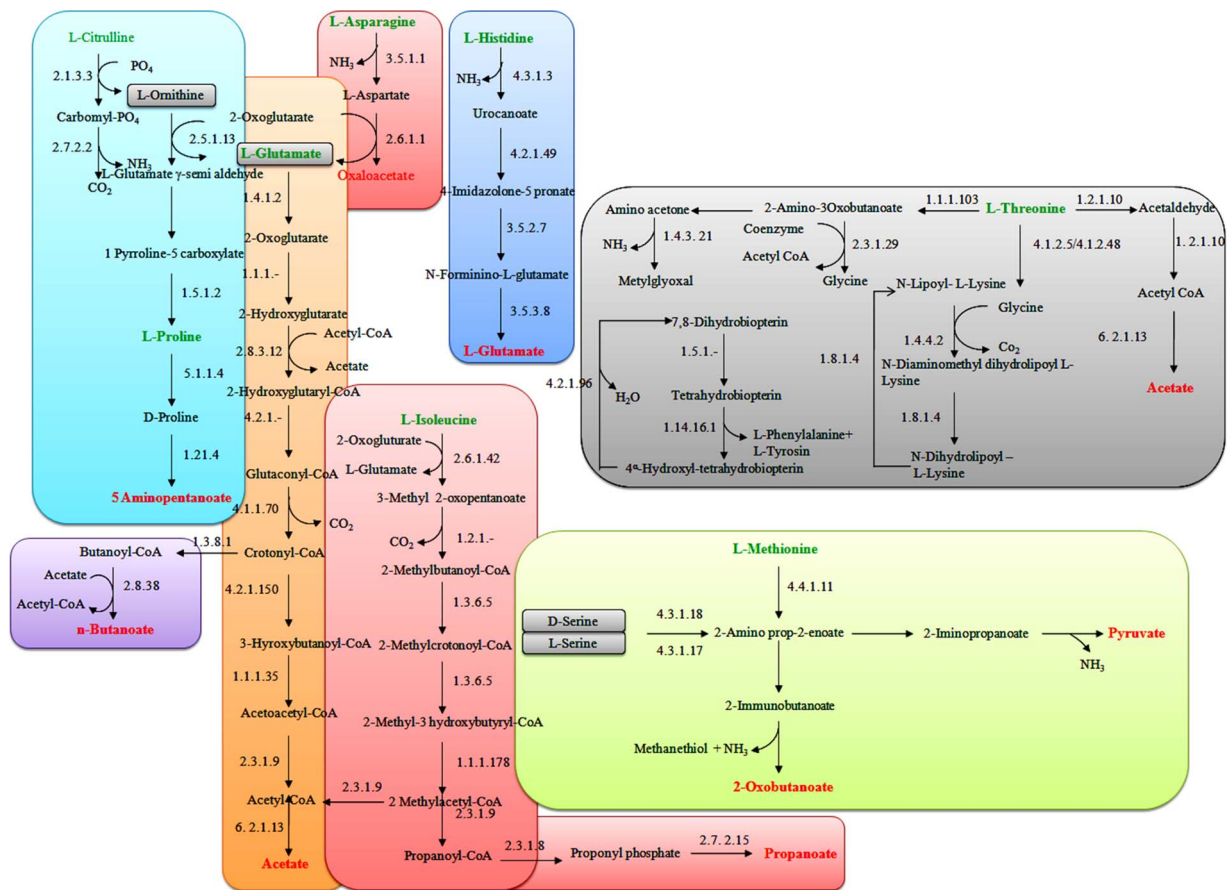 L-Citrulline
2.1.3.3
PO4
L-Ornithine
Carbomyl-PO4
2.7.2.2
NH3
CO2
2.5.1.13
L-Glutamate γ-semi aldehyde
1 Pyrroline-5 carboxylate
1.5.1.2
L-Proline
5.1.1.4
D-Proline
1.21.4
5 Aminopentanoate
2-Oxoglutarate
L-Glutamate
1.4.1.2
2-Oxoglutarate
1.1.1.-
2-Hydroxyglutarate
Acetyl-CoA
2.8.3.12
Acetate
2-Hydroxyglutaryl-CoA
4.2.1.-
Glutaconyl-CoA
4.1.1.70
CO2
Crotonyl-CoA
1.3.8.1
Butanoyl-CoA
Acetate
2.8.38
Acetyl-CoA
n-Butanoate
4.2.1.150
3-Hyroxybutanoyl-CoA
1.1.1.35
Acetoacetyl-CoA
2.3.1.9
Acetyl-CoA
6. 2.1.13
Acetate
L-Asparagine
NH3
3.5.1.1
L-Aspartate
2.6.1.1
Oxaloacetate
L-Histidine
NH3
4.3.1.3
Urocanoate
4.2.1.49
4-Imidazolone-5 pronate
3.5.2.7
N-Forminino-L-glutamate
3.5.3.8
L-Glutamate
L-Isoleucine
2-Oxogluturate
2.6.1.42
L-Glutamate
3-Methyl 2-oxopentanoate
CO2
1.2.1.-
2-Methylbutanoyl-CoA
1.3.6.5
2-Methylcrotonoyl-CoA
1.3.6.5
2-Methyl-3 hydroxybutyryl-CoA
1.1.1.178
2.3.1.9
2 Methylacetyl-CoA
2.3.1.9
Propanoyl-CoA
2.3.1.8
Proponyl phosphate
2.7. 2.15
Propanoate
Amino acetone
2-Amino-3Oxobutanoate
1.1.1.103
L-Threonine
1.2.1.10
Acetaldehyde
NH3
1.4.3. 21
Metylglyoxal
Coenzyme
2.3.1.29
Acetyl CoA
Glycine
4.1.2.5/4.1.2.48
1. 2.1.10
N-Lipoyl- L-Lysine
Acetyl CoA
Glycine
7,8-Dihydrobiopterin
1.5.1.-
1.8.1.4
1.4.4.2
Co2
6. 2.1.13
N-Diaminomethyl dihydrolipoyl L-
Lysine
4.2.1.96
H2O
Tetrahydrobiopterin
Acetate
1.14.16.1
1.8.1.4
L-Phenylalanine+
L-Tyrosin
4ª-Hydroxyl-tetrahydrobiopterin
N-Dihydrolipoyl –
L-Lysine
L-Methionine
4.4.1.11
D-Serine
L-Serine
4.3.1.18
4.3.1.17
2-Amino prop-2-enoate
2-Iminopropanoate
Pyruvate
NH3
2-Immunobutanoate
Methanethiol + NH3
2-Oxobutanoate